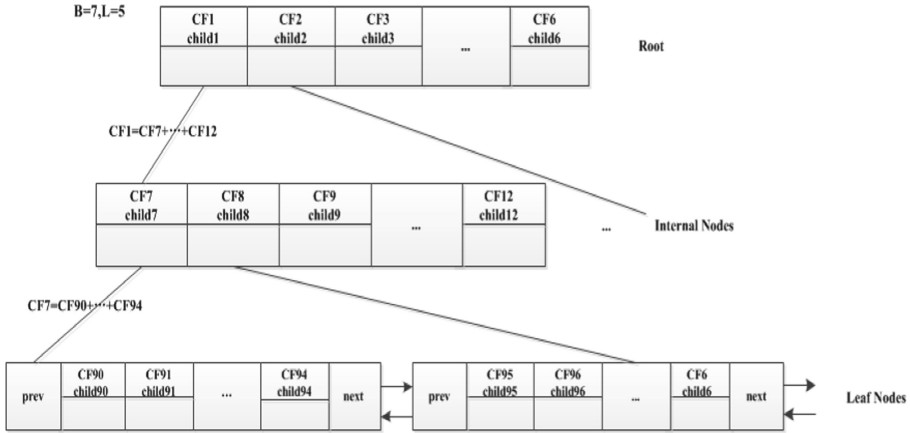 B=7,L=5
CF1 CF2 CF3 CF6
child1 child2 child3 ... child6
Root
CF1=CF7+···+CF12
CF7 CF8 CF9 CF12
child7 child8 child9 ... child12
... Internal Nodes
CF7=CF90+···+CF94
CF90 CF91 CF94 CF95 CF96 CF6
child90 child91 child94 child95 child96 child6
prev ... next prev ... next
Leaf Nodes